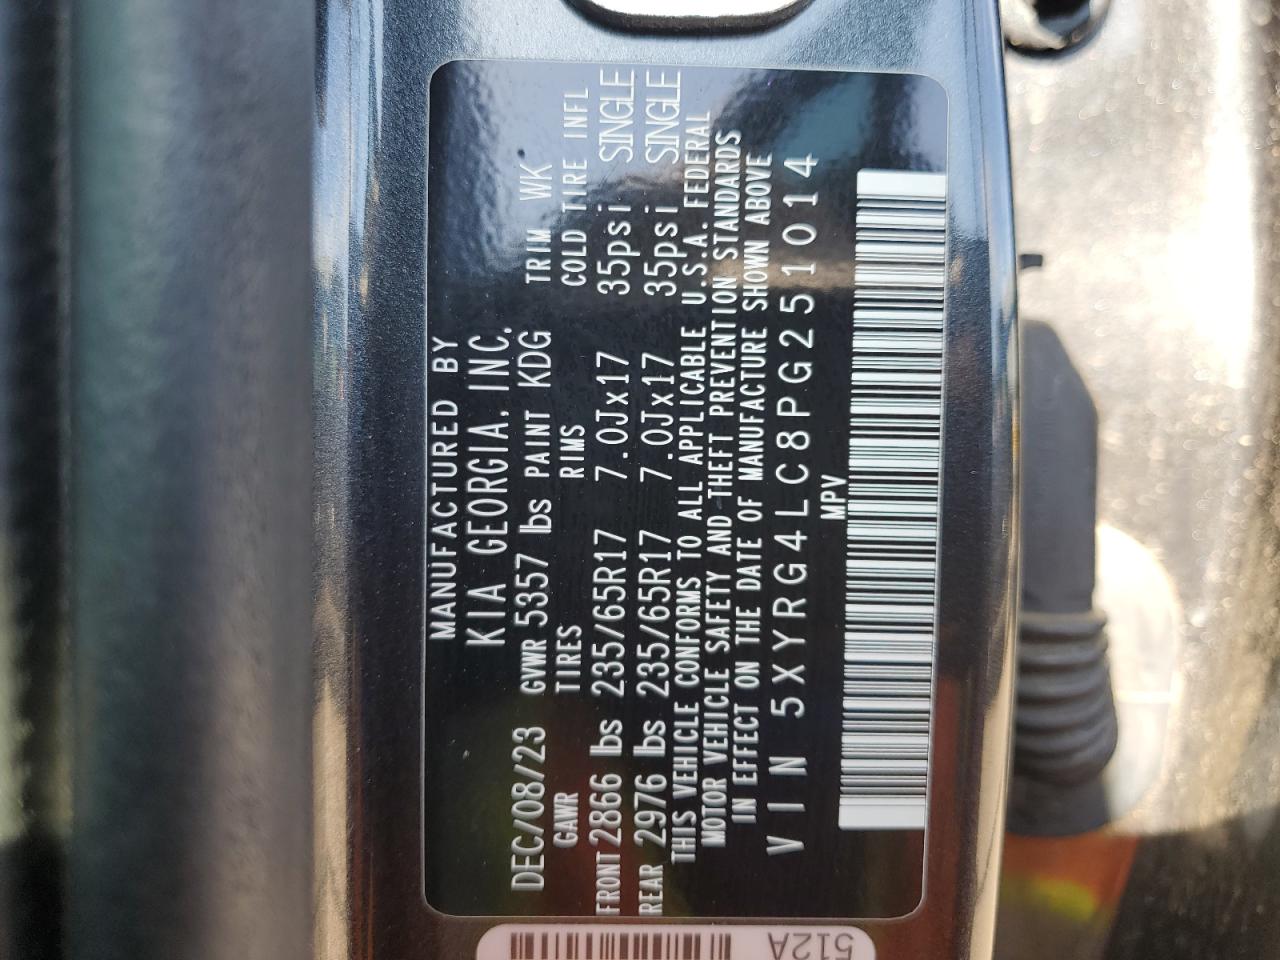 MANUFACTURED BY
KIA GEORGIA. INC.
DEC/08/23 GVWR 5357 lbs PAINT KDG TRIM WK
GAWR TIRES RIMS COLD TIRE INFL
FRONT 2866 lbs 235/65R17 7.0Jx17 35psi SINGLE
REAR 2976 lbs 235/65R17 7.0Jx17 35psi SINGLE
THIS VEHICLE CONFORMS TO ALL APPLICABLE U.S.A. FEDERAL
MOTOR VEHICLE SAFETY AND THEFT PREVENTION STANDARDS
IN EFFECT ON THE DATE OF MANUFACTURE SHOWN ABOVE
VIN 5XYRG4LC8PG251014
MPV
512A